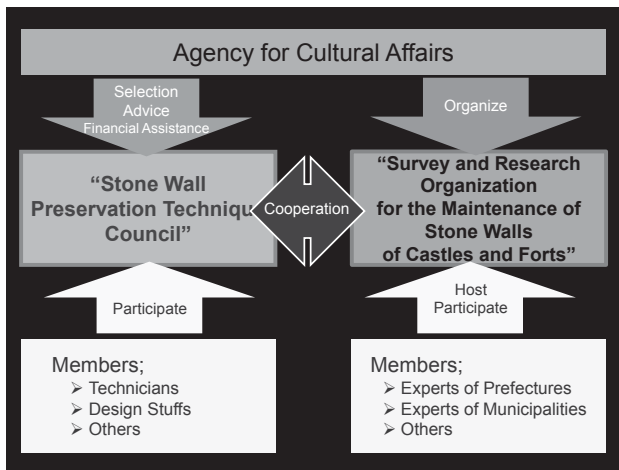 Agency for Cultural Affairs
Selection
Advice
Financial Assistance
Organize
“Stone Wall
Preservation Technique
Council”
Cooperation
“Survey and Research
Organization
for the Maintenance of
Stone Walls
of Castles and Forts”
Participate
Host
Participate
Members;
➢ Technicians
➢ Design Stuffs
➢ Others
Members;
➢ Experts of Prefectures
➢ Experts of Municipalities
➢ Others